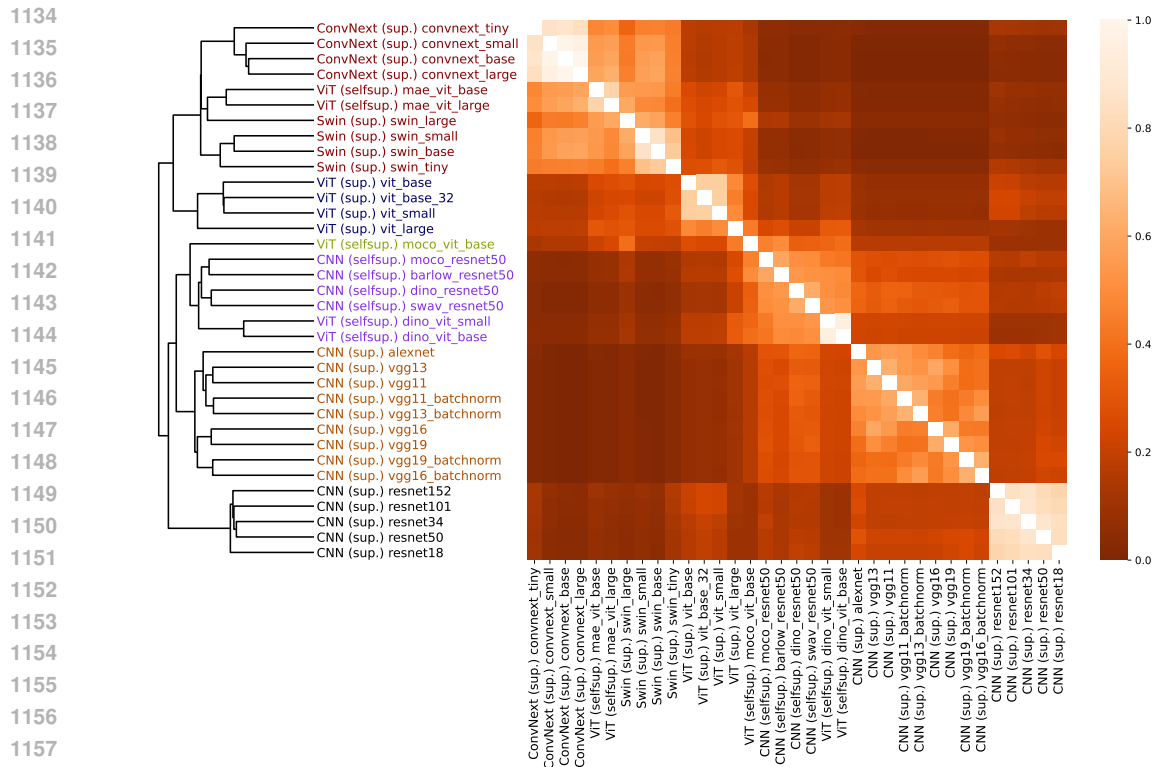 1134
1135
1136
1137
1138
1139
1140
1141
1142
1143
1144
1145
1146
1147
1148
1149
1150
1151
1152
1153
1154
1155
1156
1157
ConvNext (sup.) convnext_tiny
ConvNext (sup.) convnext_small
ConvNext (sup.) convnext_base
ConvNext (sup.) convnext_large
ViT (selfsup.) mae_vit_base
ViT (selfsup.) mae_vit_large
Swin (sup.) swin_large
Swin (sup.) swin_small
Swin (sup.) swin_base
Swin (sup.) swin_tiny
ViT (sup.) vit_base
ViT (sup.) vit_base_32
ViT (sup.) vit_small
ViT (sup.) vit_large
ViT (selfsup.) moco_vit_base
CNN (selfsup.) moco_resnet50
CNN (selfsup.) barlow_resnet50
CNN (selfsup.) dino_resnet50
CNN (selfsup.) swav_resnet50
ViT (selfsup.) dino_vit_small
ViT (selfsup.) dino_vit_base
CNN (sup.) alexnet
CNN (sup.) vgg13
CNN (sup.) vgg11
CNN (sup.) vgg11_batchnorm
CNN (sup.) vgg13_batchnorm
CNN (sup.) vgg16
CNN (sup.) vgg19
CNN (sup.) vgg19_batchnorm
CNN (sup.) vgg16_batchnorm
CNN (sup.) resnet152
CNN (sup.) resnet101
CNN (sup.) resnet34
CNN (sup.) resnet50
CNN (sup.) resnet18
1.0
0.8
0.6
0.4
0.2
0.0
ConvNext (sup.) convnext_tiny
ConvNext (sup.) convnext_small
ConvNext (sup.) convnext_base
ConvNext (sup.) convnext_large
ViT (selfsup.) mae_vit_base
ViT (selfsup.) mae_vit_large
Swin (sup.) swin_large
Swin (sup.) swin_small
Swin (sup.) swin_base
Swin (sup.) swin_tiny
ViT (sup.) vit_base
ViT (sup.) vit_base_32
ViT (sup.) vit_small
ViT (sup.) vit_large
ViT (selfsup.) moco_vit_base
CNN (selfsup.) moco_resnet50
CNN (selfsup.) barlow_resnet50
CNN (selfsup.) dino_resnet50
CNN (selfsup.) swav_resnet50
ViT (selfsup.) dino_vit_small
ViT (selfsup.) dino_vit_base
CNN (sup.) alexnet
CNN (sup.) vgg13
CNN (sup.) vgg11
CNN (sup.) vgg11_batchnorm
CNN (sup.) vgg13_batchnorm
CNN (sup.) vgg16
CNN (sup.) vgg19
CNN (sup.) vgg19_batchnorm
CNN (sup.) vgg16_batchnorm
CNN (sup.) resnet152
CNN (sup.) resnet101
CNN (sup.) resnet34
CNN (sup.) resnet50
CNN (sup.) resnet18